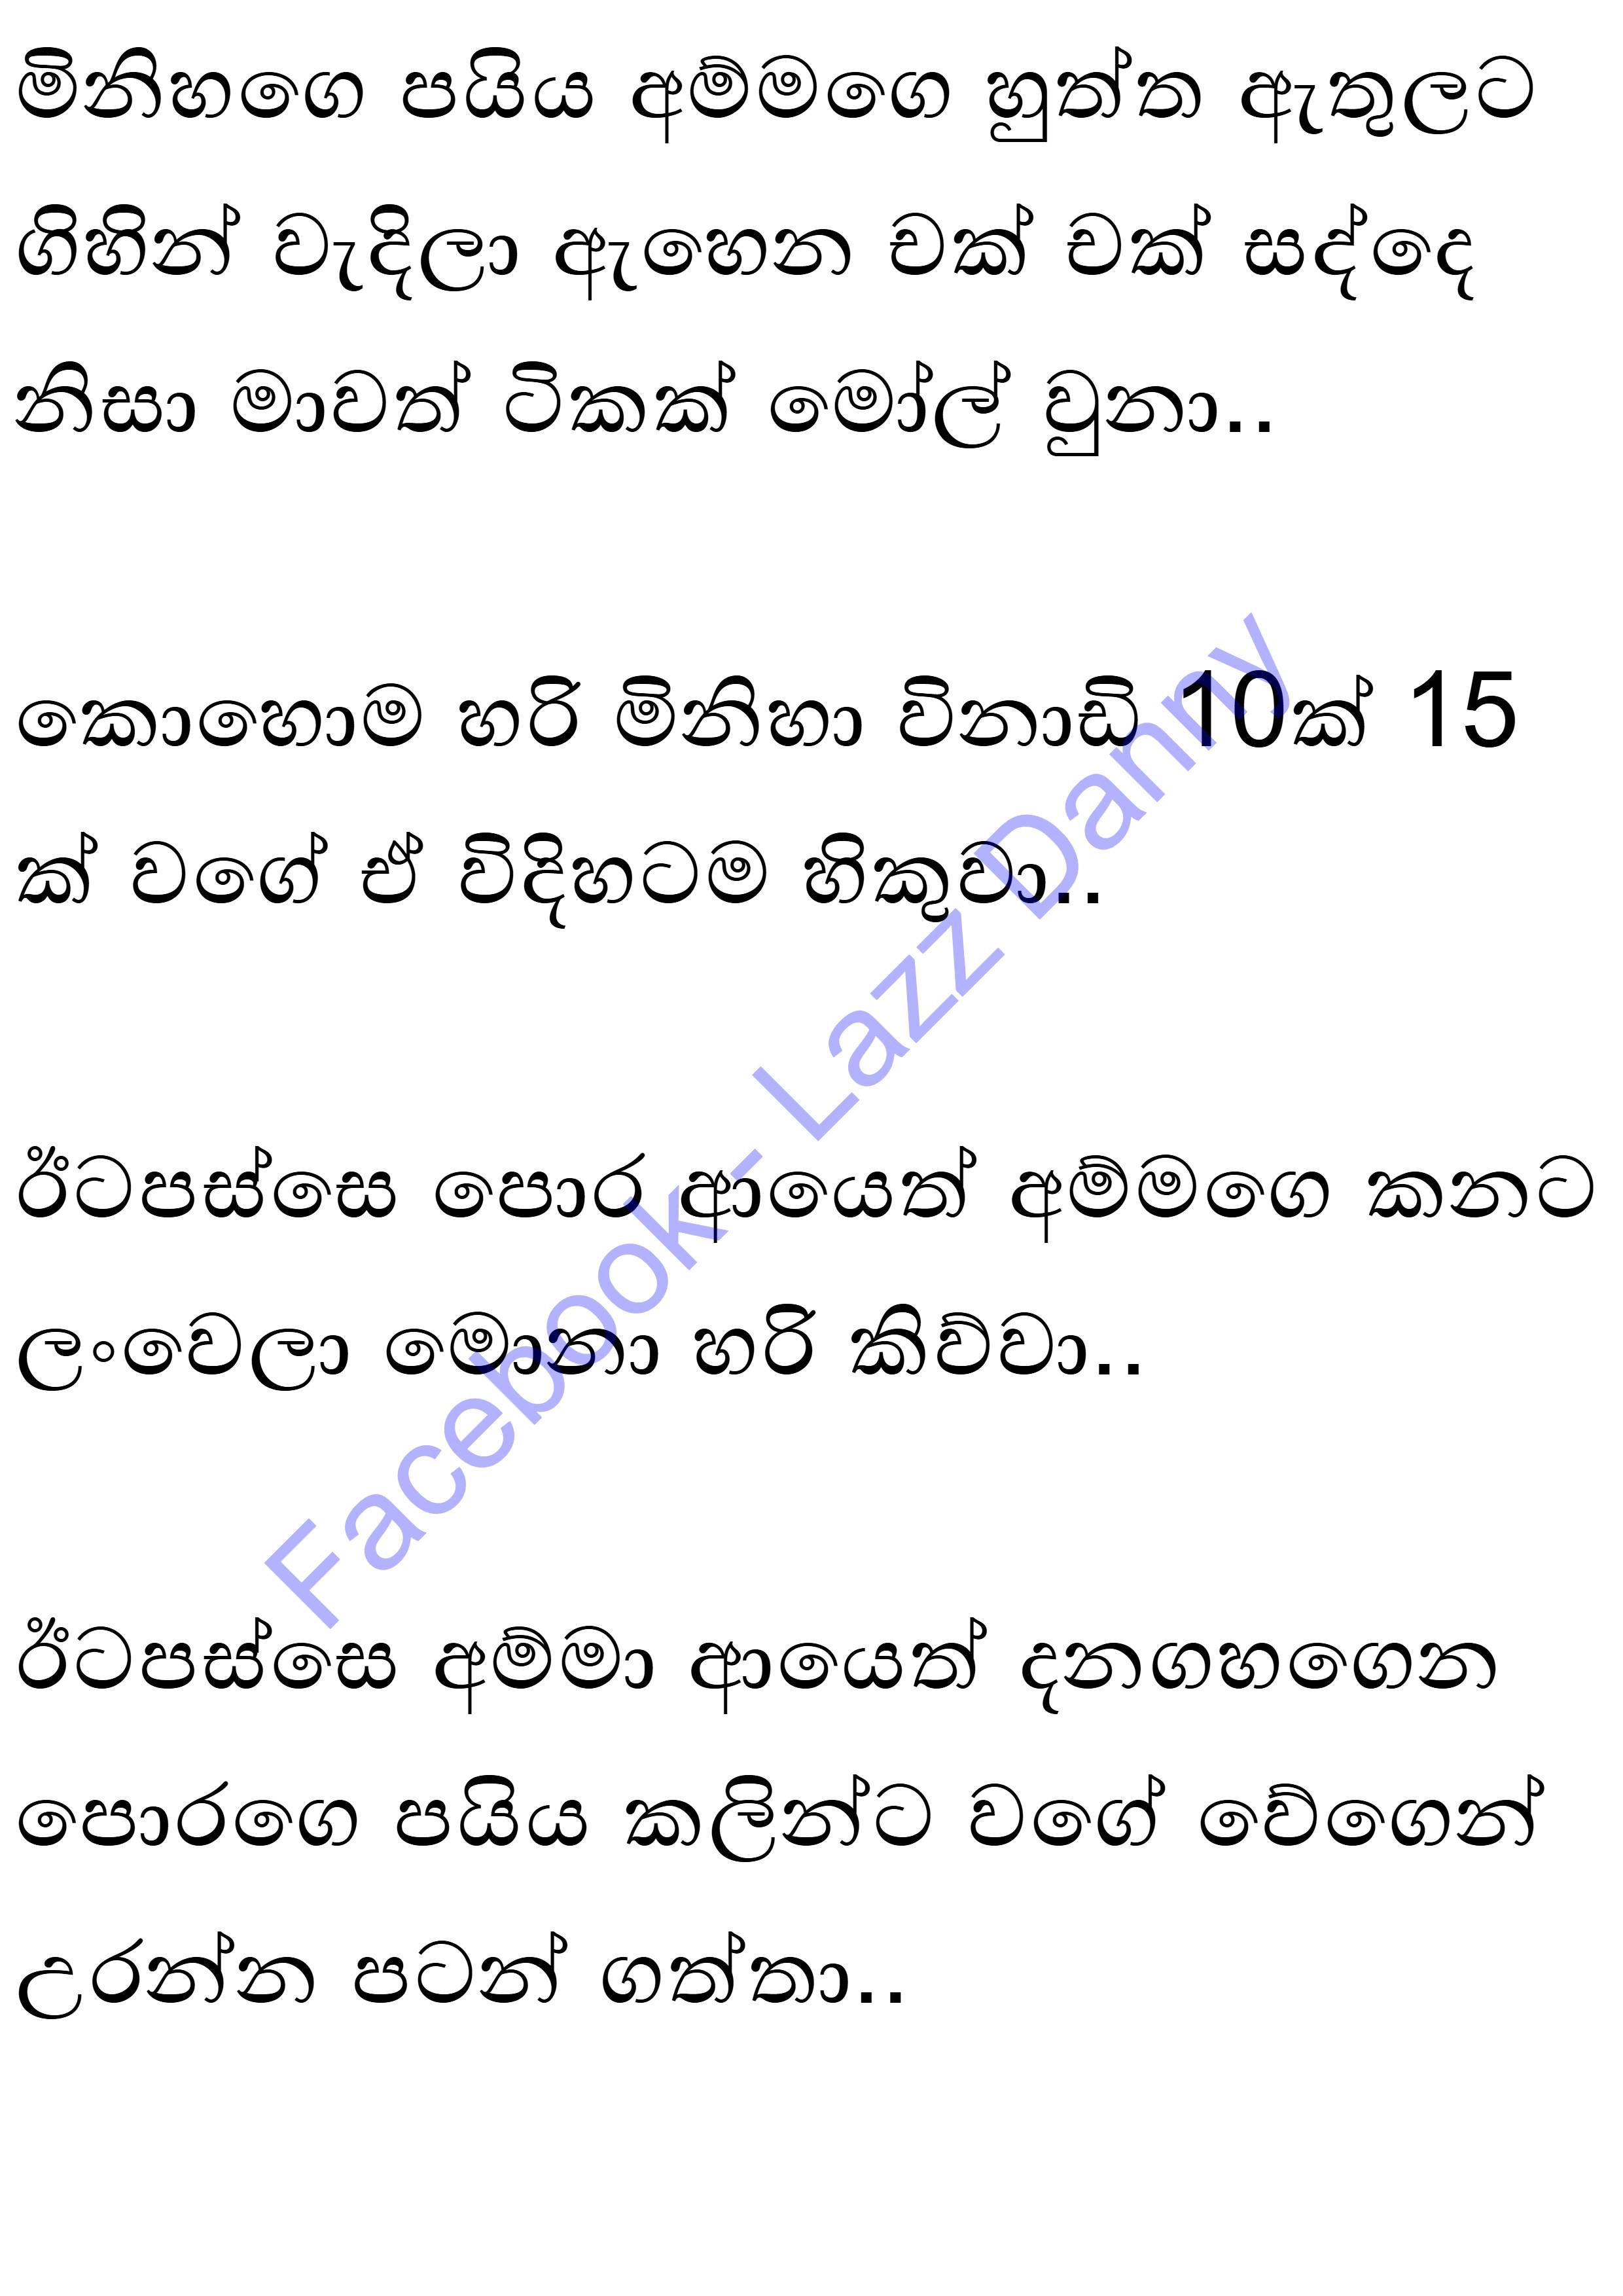 මිනිහගෙ පයිය අම්මගෙ හුත්ත ඇතුලට
ගිහින් වැදිලා ඇහෙන චක් චක් සද්දෙ
නිසා මාවත් ටිකක් මෝල් වුනා..
කොහොම හරි මිනිහා විනාඩි 10ක් 15
ක් වගේ ඒ විදිහටම හිකුවා..
ඊටපස්සෙ පොර ආයෙත් අම්මගෙ කනට
ලංවෙලා මොනා හරි කිව්වා..
ඊටපස්සෙ අම්මා ආයෙත් දනගහගෙන
පොරගෙ පයිය කලින්ට වගේ වේගෙන්
උරන්න පටන් ගත්තා..
Facebook- Lazz Danny